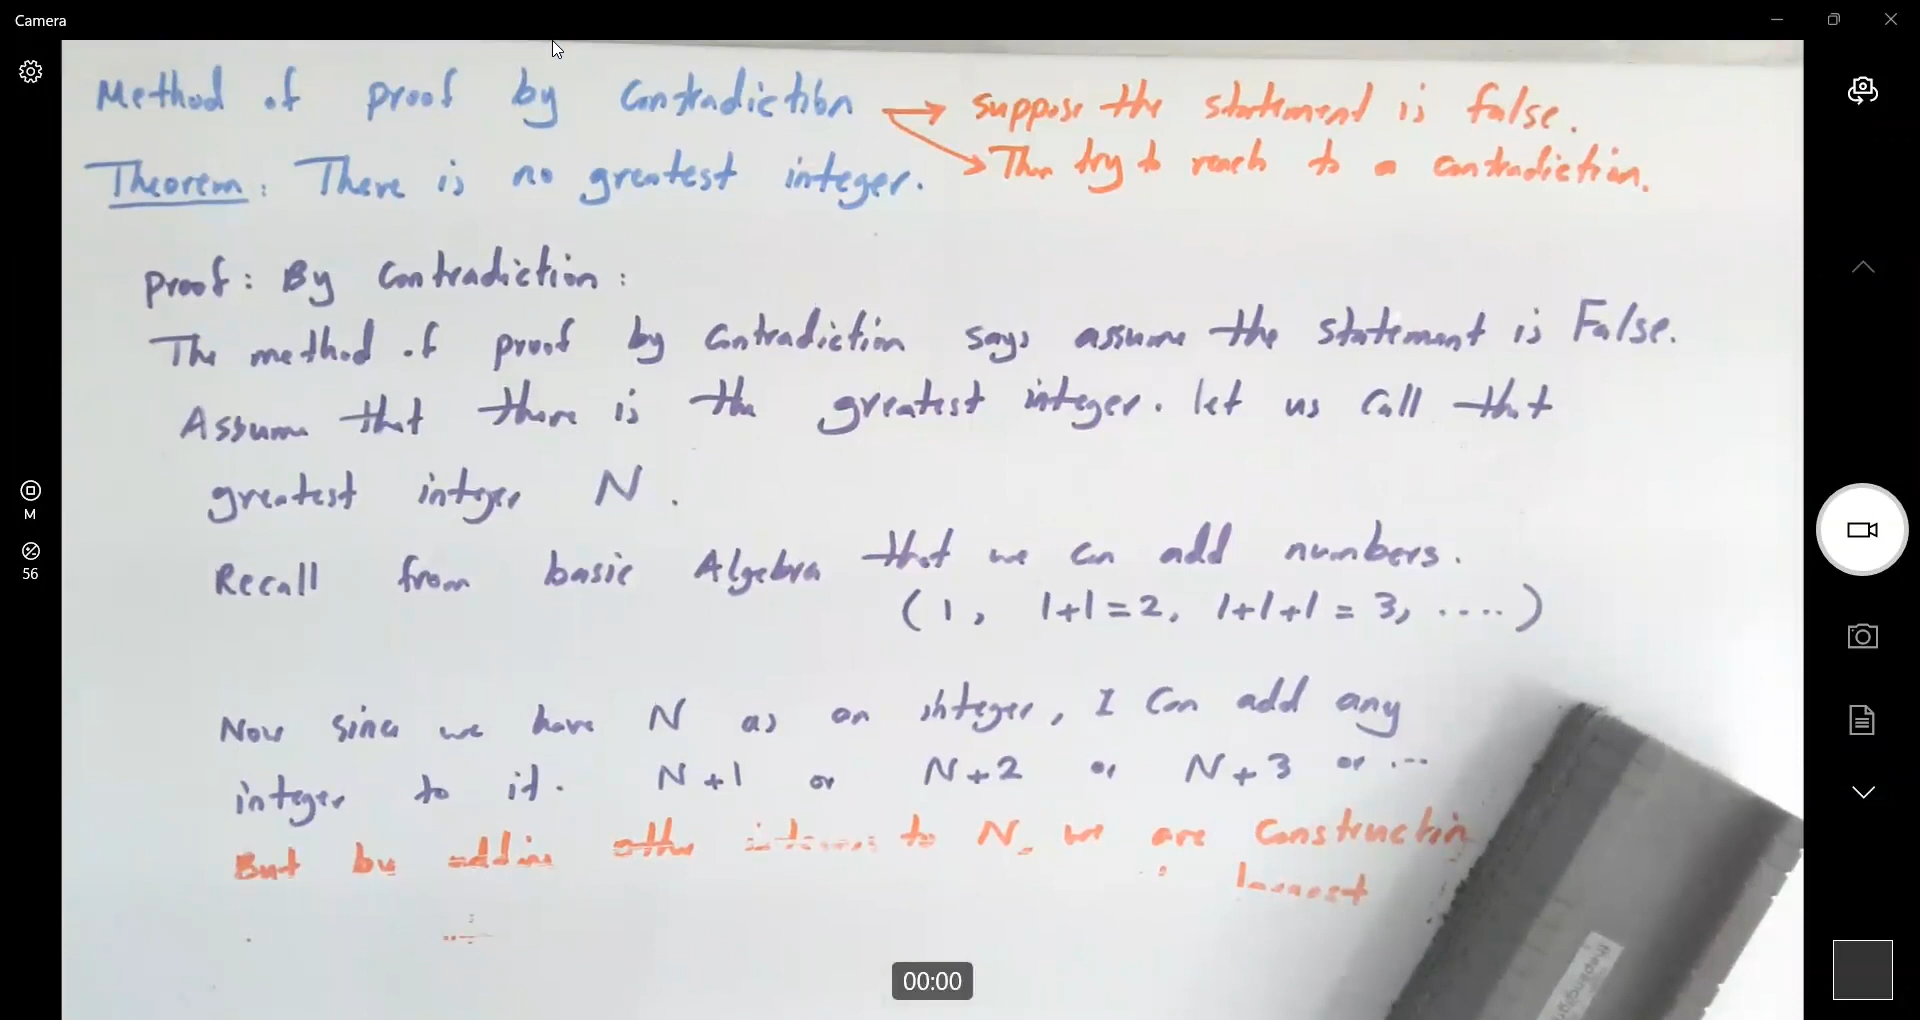 Camera
Method of proof by contradiction → suppose the statement is false.
→ Then try to reach to a contradiction.
Theorem: There is no greatest integer.
proof: By contradiction:
The method of proof by contradiction says assume the statement is False.
Assume that there is the greatest integer. let us call that
greatest integer N.
Recall from basic Algebra that we can add numbers.
(1, 1+1=2, 1+1+1=3, ....)
Now since we have N as an integer, I can add any
integer to it. N+1 or N+2 or N+3 or ...
But by adding other to N, we are constructin
M
56
00:00